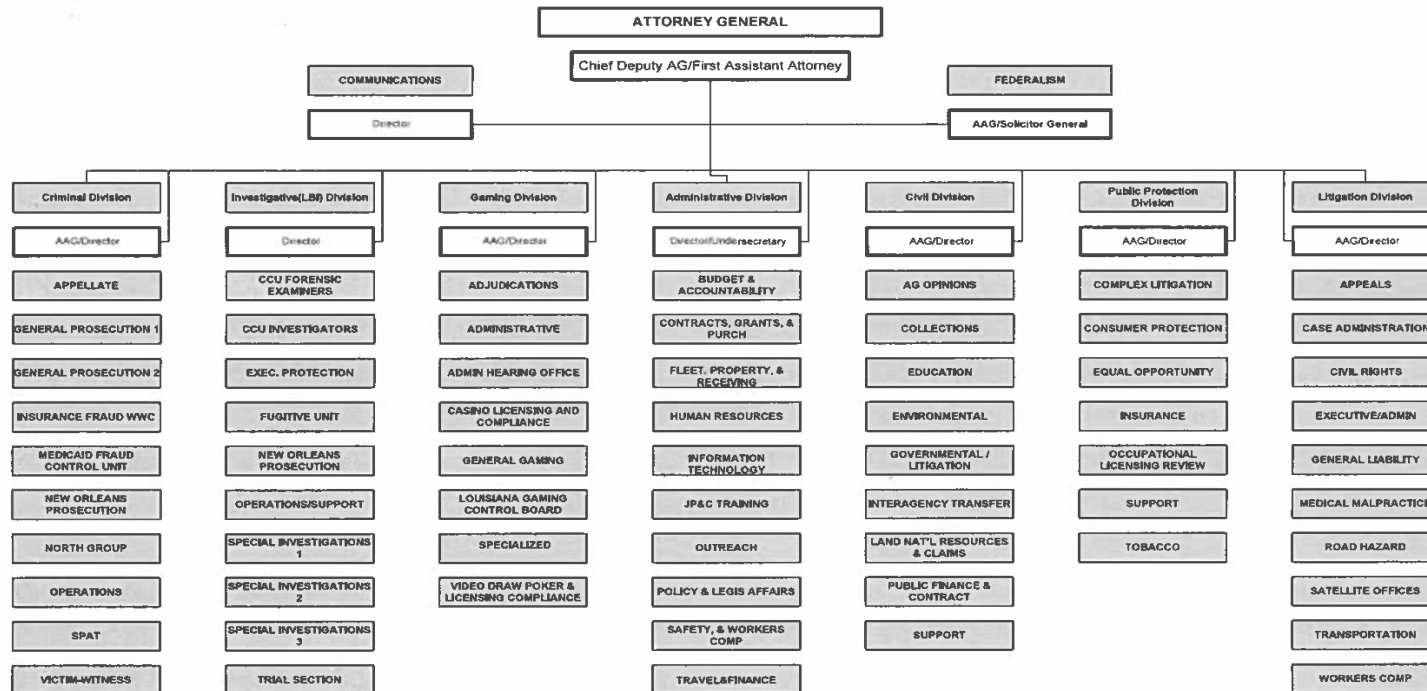 ATTORNEY GENERAL
Chief Deputy AG/First Assistant Attorney
COMMUNICATIONS
Director
FEDERALISM
AAG/Solicitor General
Criminal Division
AAG/Director
APPELLATE
GENERAL PROSECUTION 1
GENERAL PROSECUTION 2
INSURANCE FRAUD WWC
MEDICAID FRAUD
CONTROL UNIT
NEW ORLEANS
PROSECUTION
NORTH GROUP
OPERATIONS
SPAT
VICTIM-WITNESS
Investigative(LBI) Division
Director
CCU FORENSIC
EXAMINERS
CCU INVESTIGATORS
EXEC. PROTECTION
FUGITIVE UNIT
NEW ORLEANS
PROSECUTION
OPERATIONS/SUPPORT
SPECIAL INVESTIGATIONS
1
SPECIAL INVESTIGATIONS
2
SPECIAL INVESTIGATIONS
3
TRIAL SECTION
Gaming Division
AAG/Director
ADJUDICATIONS
ADMINISTRATIVE
ADMIN HEARING OFFICE
CASINO LICENSING AND
COMPLIANCE
GENERAL GAMING
LOUISIANA GAMING
CONTROL BOARD
SPECIALIZED
VIDEO DRAW POKER &
LICENSING COMPLIANCE
Administrative Division
Director/Undersecretary
BUDGET &
ACCOUNTABILITY
CONTRACTS, GRANTS, &
PURCH
FLEET, PROPERTY, &
RECEIVING
HUMAN RESOURCES
INFORMATION
TECHNOLOGY
JP&C TRAINING
OUTREACH
POLICY & LEGIS AFFAIRS
SAFETY, & WORKERS
COMP
TRAVEL&FINANCE
Civil Division
AAG/Director
AG OPINIONS
COLLECTIONS
EDUCATION
ENVIRONMENTAL
GOVERNMENTAL /
LITIGATION
INTERAGENCY TRANSFER
LAND NAT'L RESOURCES
& CLAIMS
PUBLIC FINANCE &
CONTRACT
SUPPORT
Public Protection
Division
AAG/Director
COMPLEX LITIGATION
CONSUMER PROTECTION
EQUAL OPPORTUNITY
INSURANCE
OCCUPATIONAL
LICENSING REVIEW
SUPPORT
TOBACCO
Litigation Division
AAG/Director
APPEALS
CASE ADMINISTRATION
CIVIL RIGHTS
EXECUTIVE/ADMIN
GENERAL LIABILITY
MEDICAL MALPRACTICE
ROAD HAZARD
SATELLITE OFFICES
TRANSPORTATION
WORKERS COMP